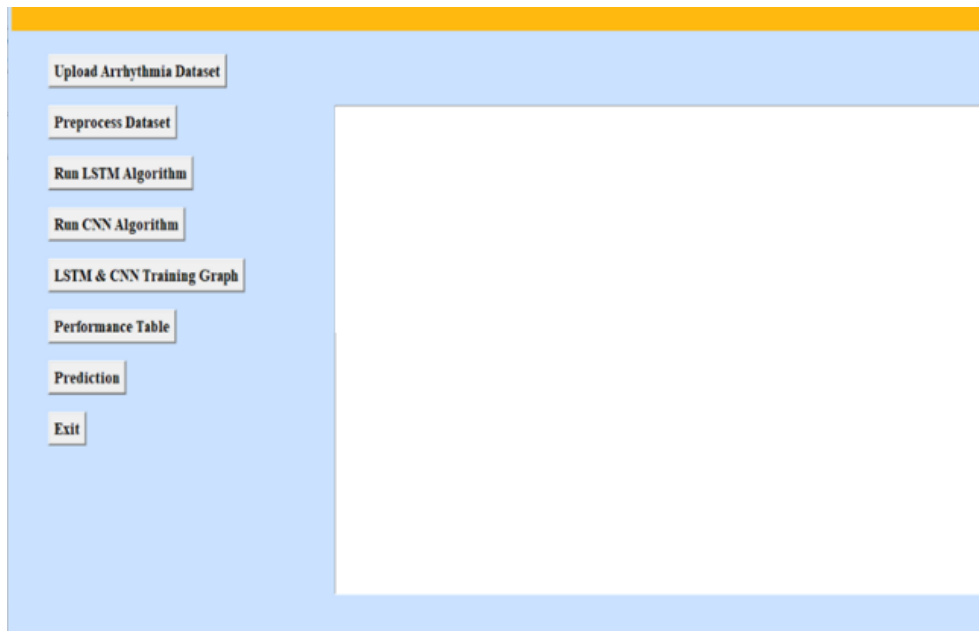 Upload Arrhythmia Dataset
Preprocess Dataset
Run LSTM Algorithm
Run CNN Algorithm
LSTM & CNN Training Graph
Performance Table
Prediction
Exit